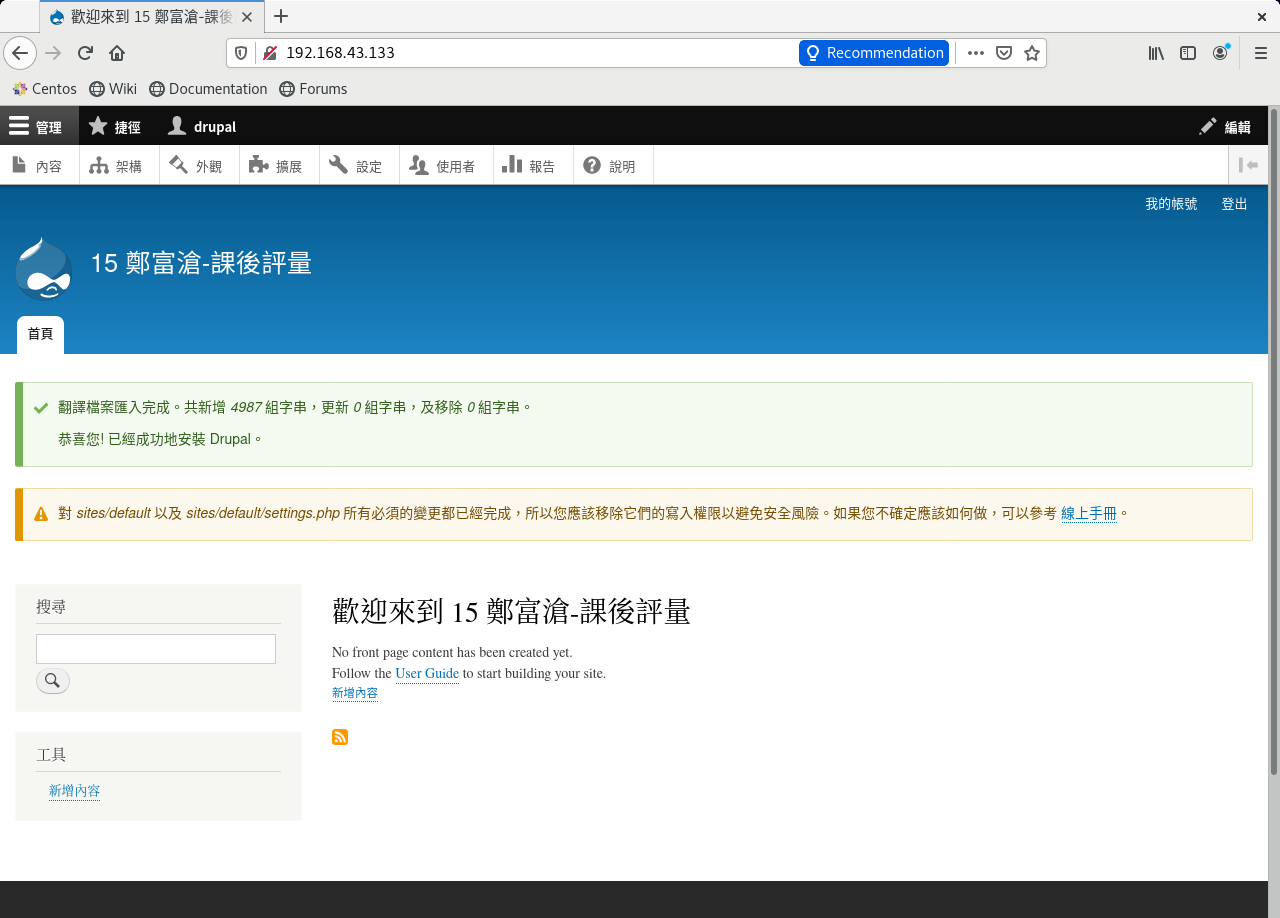 歡迎來到 15 鄭富滄-課後
192.168.43.133
Recommendation
Centos Wiki Documentation Forums
管理 捷徑 drupal 編輯
內容 架構 外觀 擴展 設定 使用者 報告 說明
我的帳號 登出
15 鄭富滄-課後評量
首頁
翻譯檔案匯入完成。共新增 4987 組字串，更新 0 組字串，及移除 0 組字串。
恭喜您! 已經成功地安裝 Drupal。
對 sites/default 以及 sites/default/settings.php 所有必須的變更都已經完成，所以您應該移除它們的寫入權限以避免安全風險。如果您不確定應該如何做，可以參考 線上手冊。
搜尋
工具
新增內容
歡迎來到 15 鄭富滄-課後評量
No front page content has been created yet.
Follow the User Guide to start building your site.
新增內容